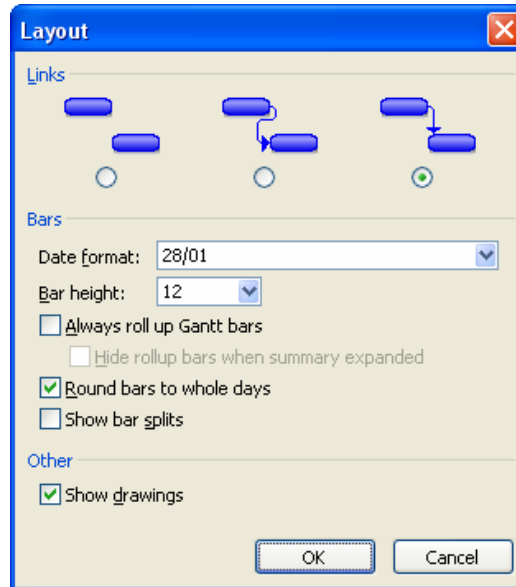 Layout
Links
Bars
Date format: 28/01
Bar height: 12
Always roll up Gantt bars
Hide rollup bars when summary expanded
Round bars to whole days
Show bar splits
Other
Show drawings
OK Cancel